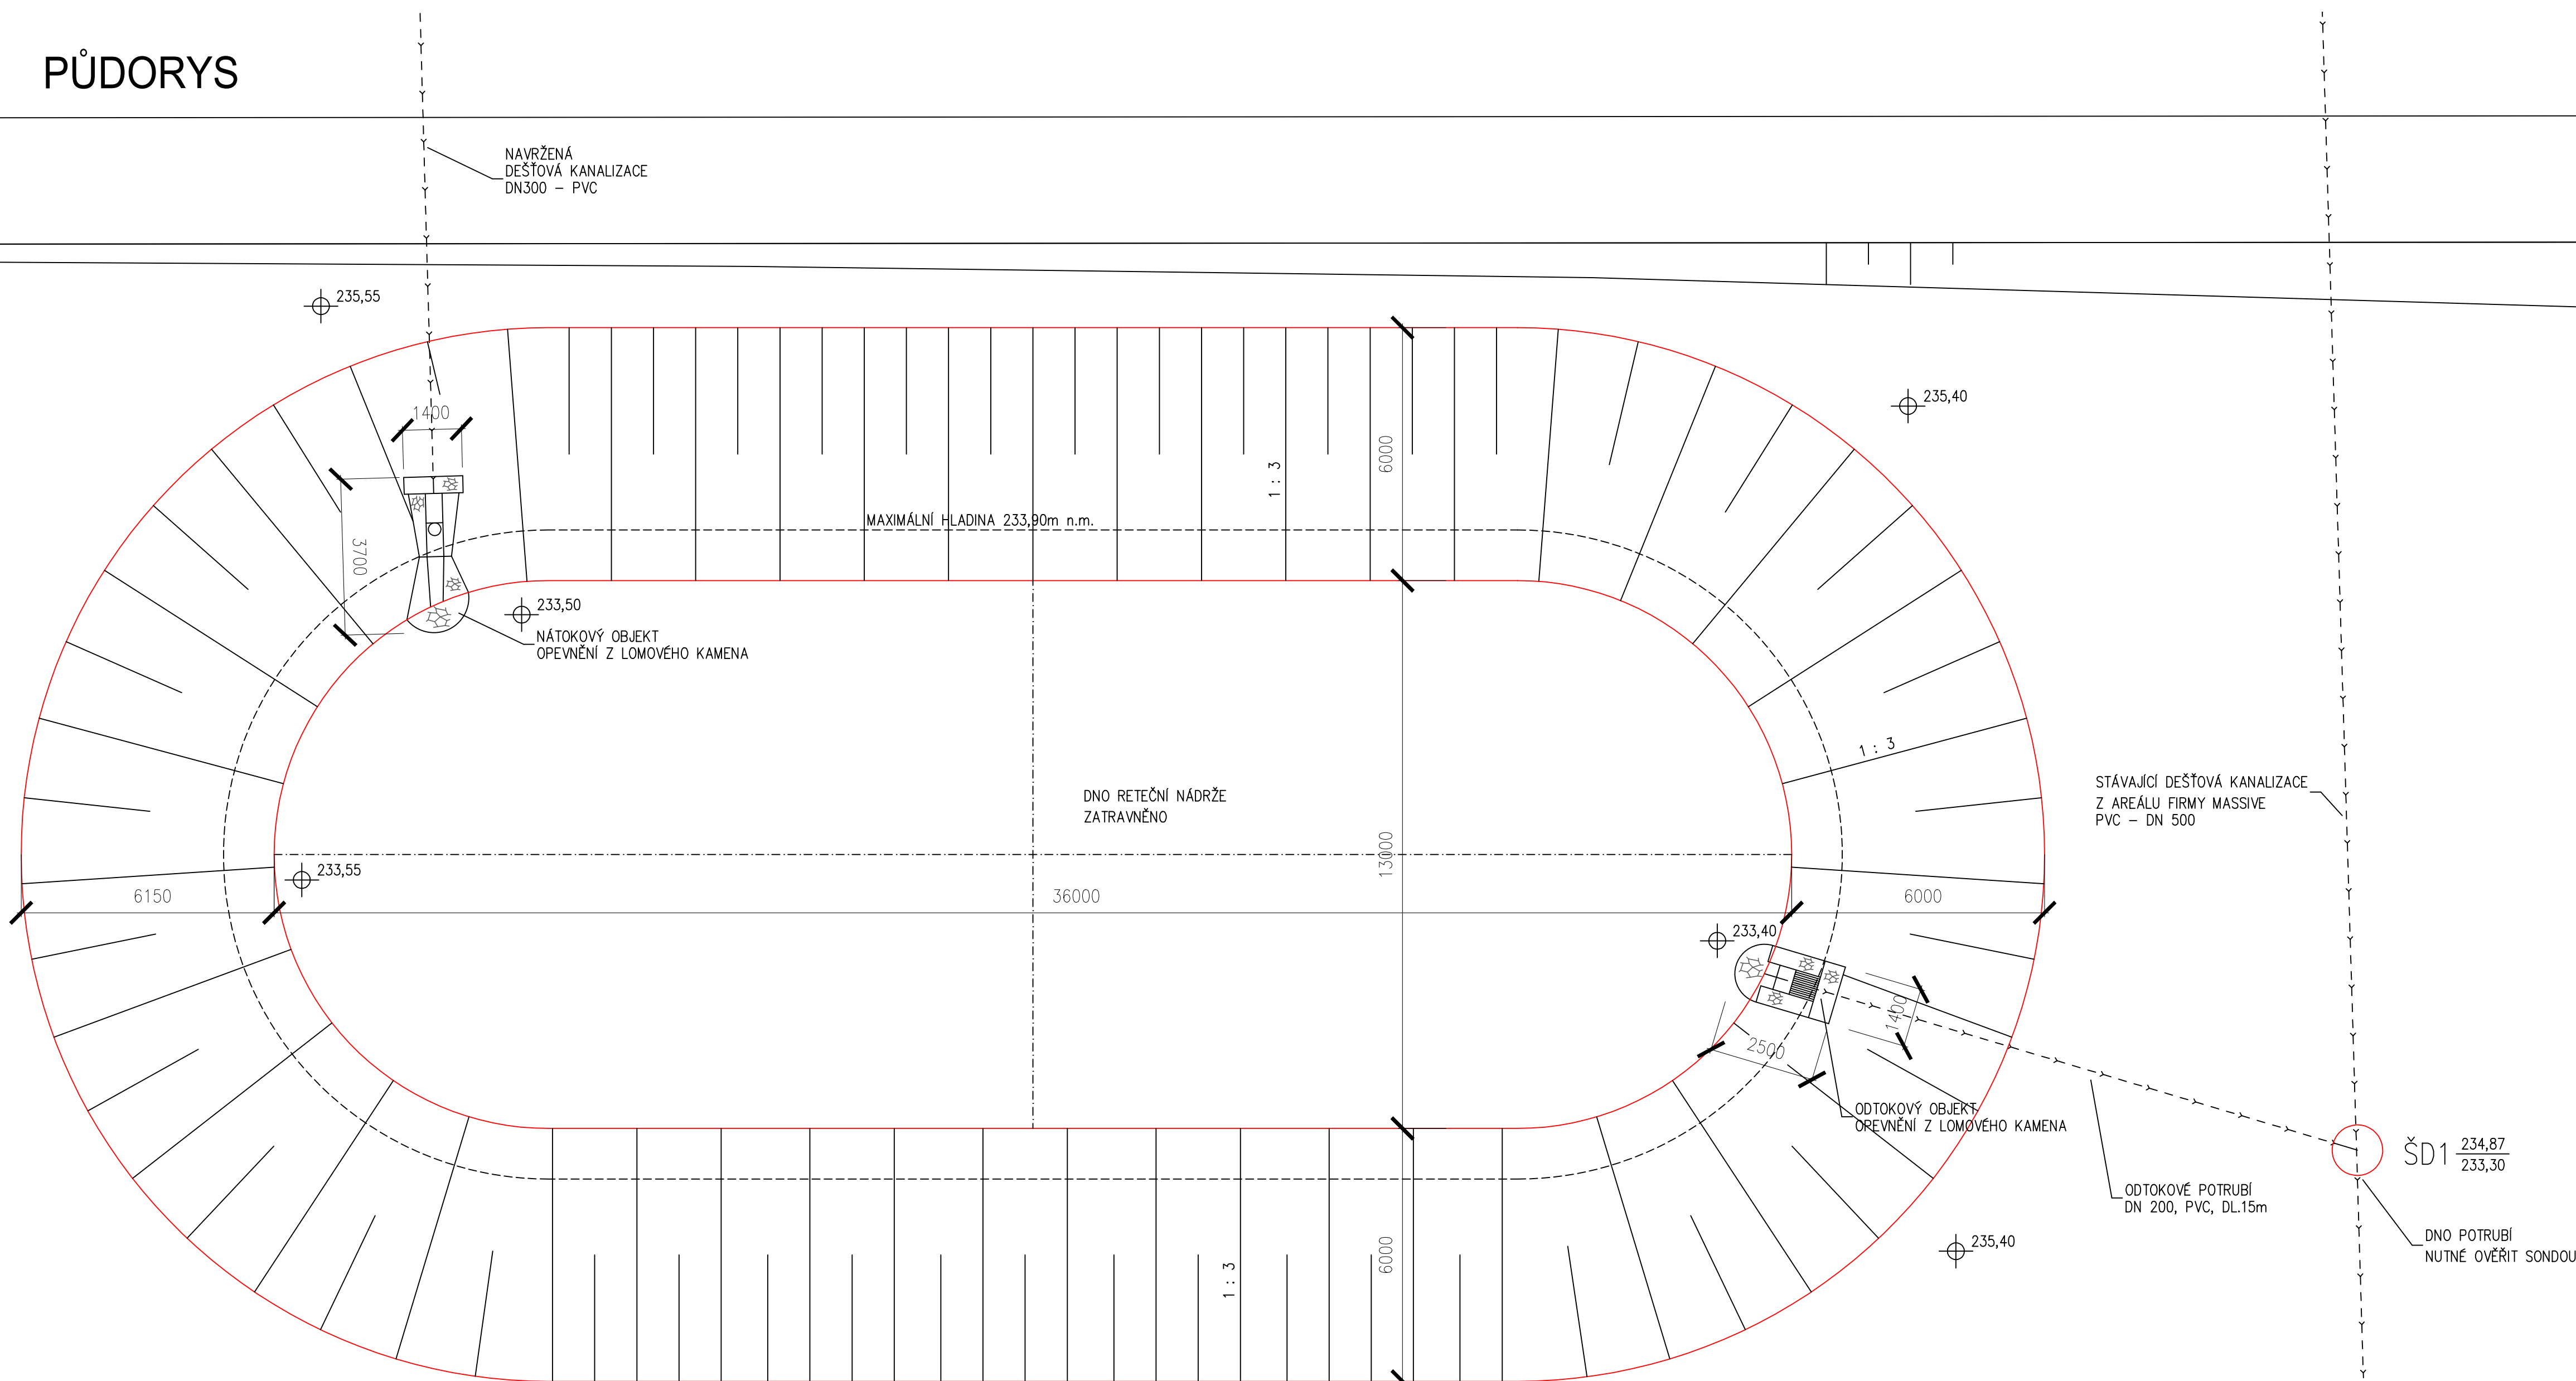 PŮDORYS
NAVRŽENÁ
DEŠŤOVÁ KANALIZACE
DN300 – PVC
235,55
235,40
1400
6000
1 : 3
MAXIMÁLNÍ HLADINA 233,90m n.m.
3700
233,50
NÁTOKOVÝ OBJEKT
OPEVNĚNÍ Z LOMOVÉHO KAMENA
1 : 3
DNO RETEČNÍ NÁDRŽE
ZATRAVNĚNO
STÁVAJÍCÍ DEŠŤOVÁ KANALIZACE
Z AREÁLU FIRMY MASSIVE
PVC – DN 500
13000
233,55
6150
36000
6000
233,40
1400
2500
ODTOKOVÝ OBJEKT
OPEVNĚNÍ Z LOMOVÉHO KAMENA
ŠD1
234,87
233,30
ODTOKOVÉ POTRUBÍ
DN 200, PVC, DL.15m
DNO POTRUBÍ
NUTNÉ OVĚŘIT SONDOU
235,40
6000
1 : 3